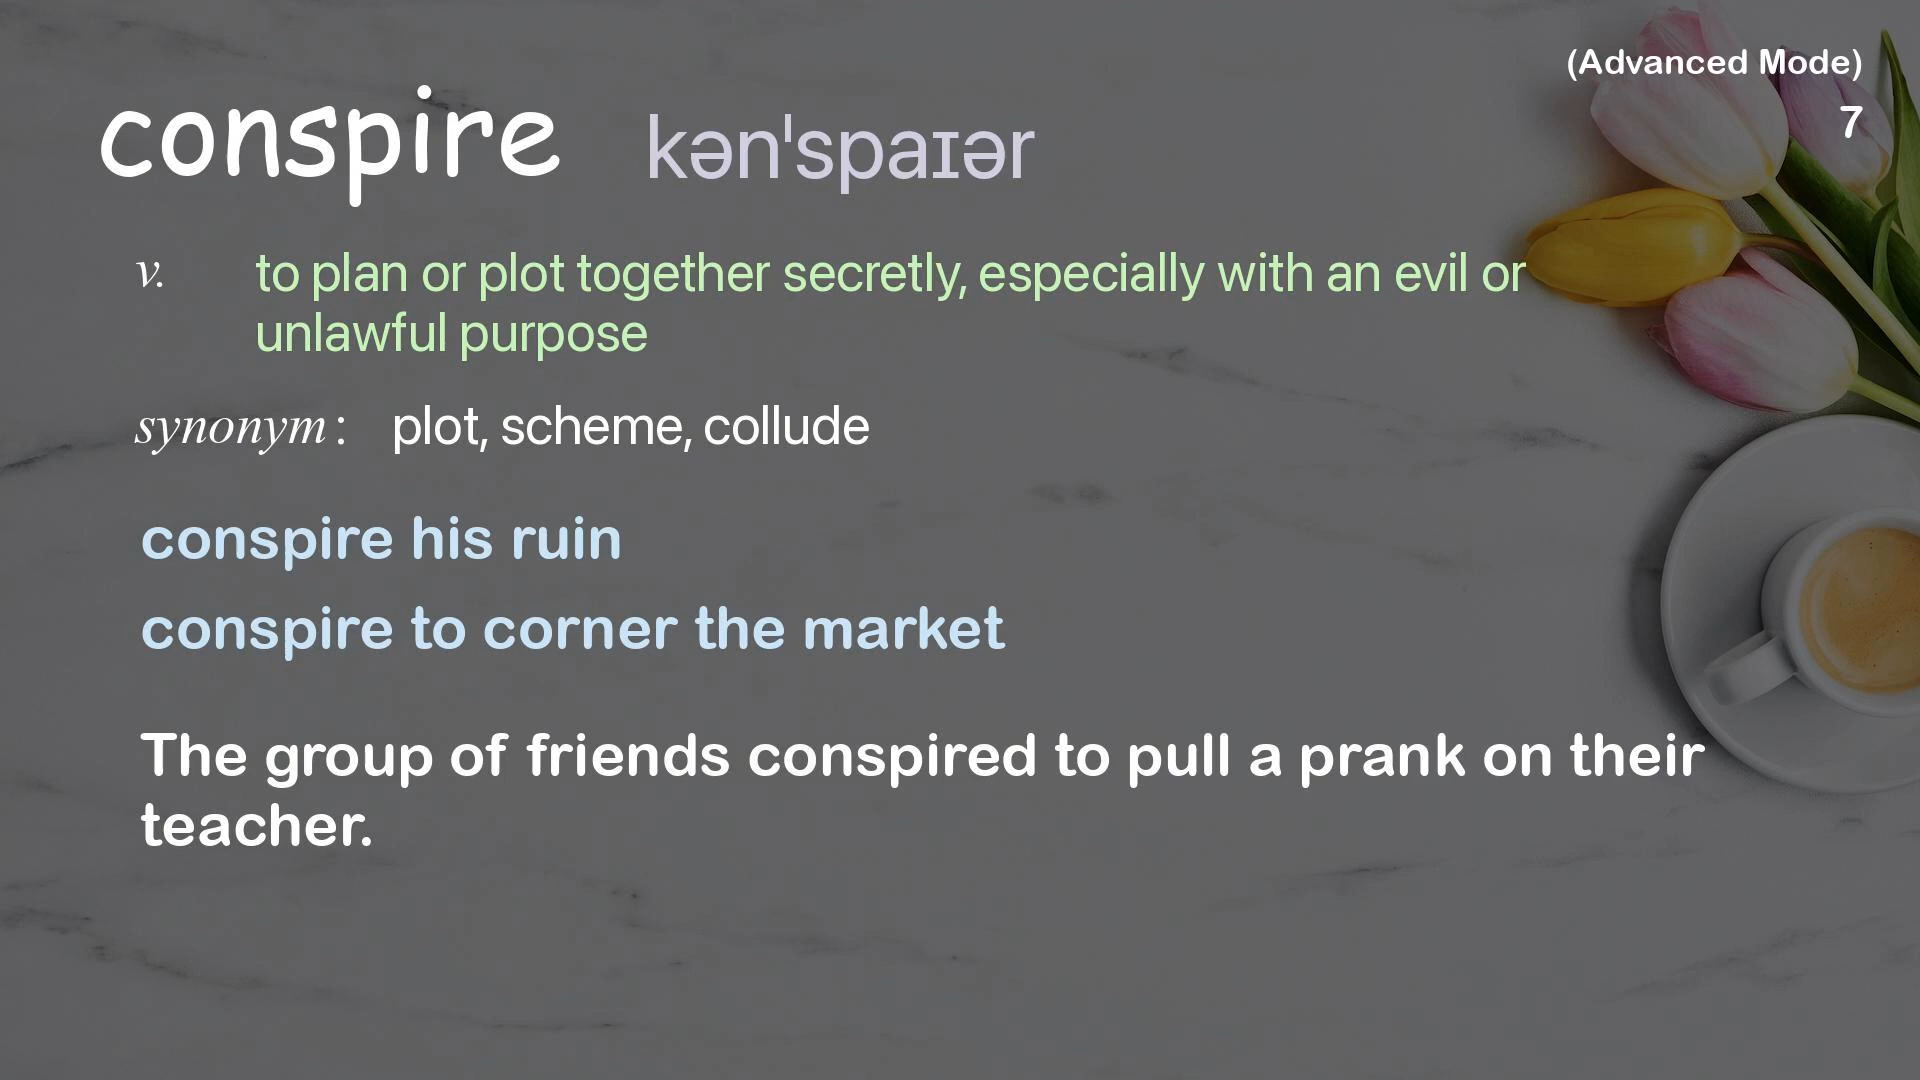 (Advanced Mode)
7
conspire kən'spaɪər
v. to plan or plot together secretly, especially with an evil or
unlawful purpose
synonym : plot, scheme, collude
conspire his ruin
conspire to corner the market
The group of friends conspired to pull a prank on their
teacher.